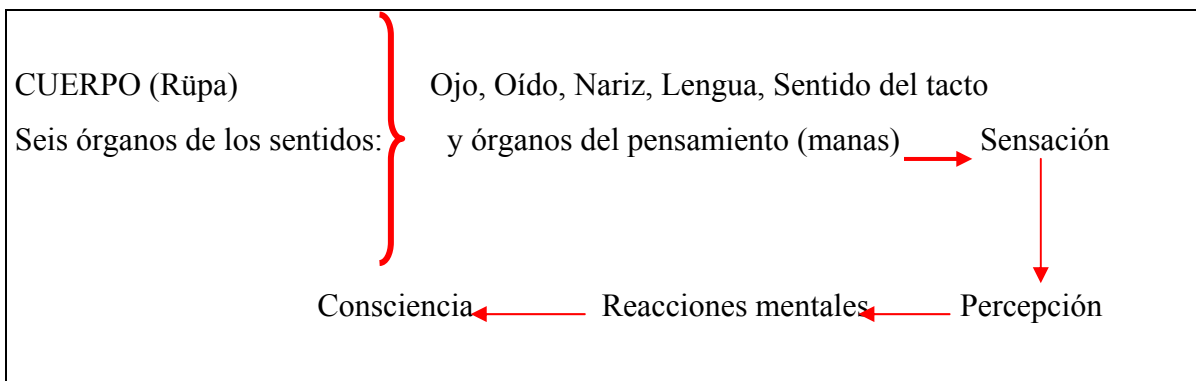 CUERPO (Rüpa) Ojo, Oído, Nariz, Lengua, Sentido del tacto
Seis órganos de los sentidos: y órganos del pensamiento (manas) Sensación
Consciencia Reacciones mentales Percepción